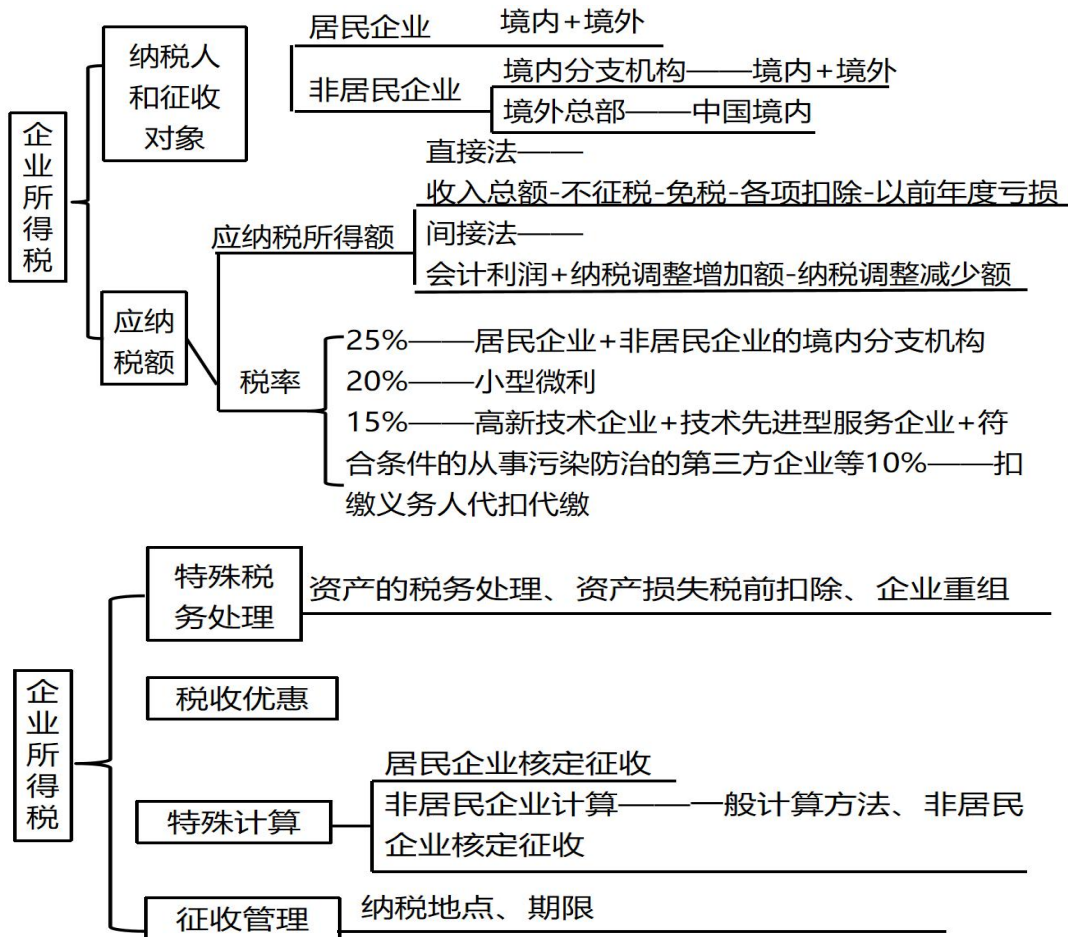 企业所得税
纳税人
和征收
对象
居民企业 境内+境外
非居民企业
境内分支机构——境内+境外
境外总部——中国境内
应纳
税额
应纳税所得额
直接法——
收入总额-不征税-免税-各项扣除-以前年度亏损
间接法——
会计利润+纳税调整增加额-纳税调整减少额
税率
25%——居民企业+非居民企业的境内分支机构
20%——小型微利
15%——高新技术企业+技术先进型服务企业+符
合条件的从事污染防治的第三方企业等10%——扣
缴义务人代扣代缴
企业所得税
特殊税
务处理
资产的税务处理、资产损失税前扣除、企业重组
税收优惠
特殊计算
居民企业核定征收
非居民企业计算——一般计算方法、非居民
企业核定征收
征收管理 纳税地点、期限